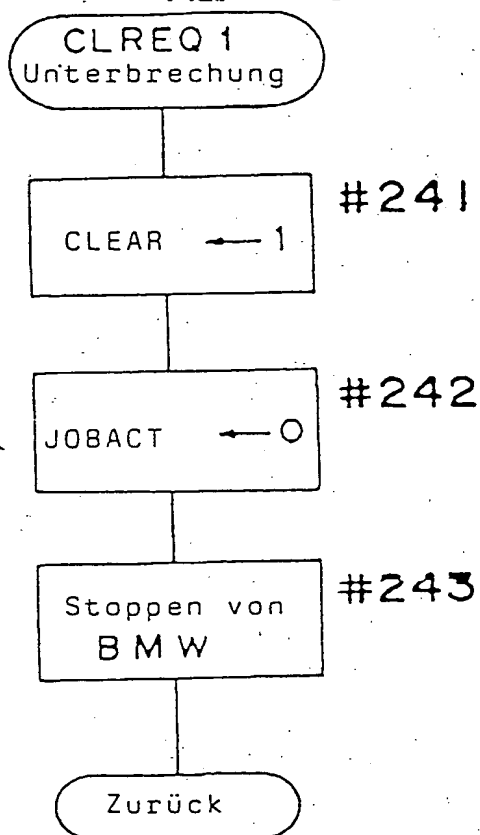 CLREQ 1
Unterbrechung
#241
CLEAR ← 1
#242
JOBACT ← 0
#243
Stoppen von
BMW
Zurück